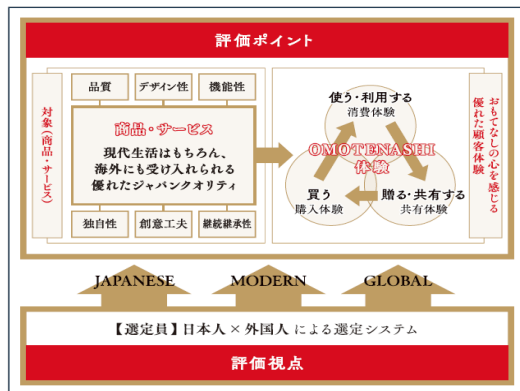 評価ポイント
対象(商品・サービス)
品質
デザイン性
機能性
商品・サービス
現代生活はもちろん、
海外にも受け入れられる
優れたジャパンクオリティ
独自性
創意工夫
継続継承性
使う・利用する
消費体験
OMOTENASHI
体験
買う
購入体験
贈る・共有する
共有体験
おもてなしの心を感じる
優れた顧客体験
JAPANESE
MODERN
GLOBAL
【選定員】日本人×外国人による選定システム
評価視点